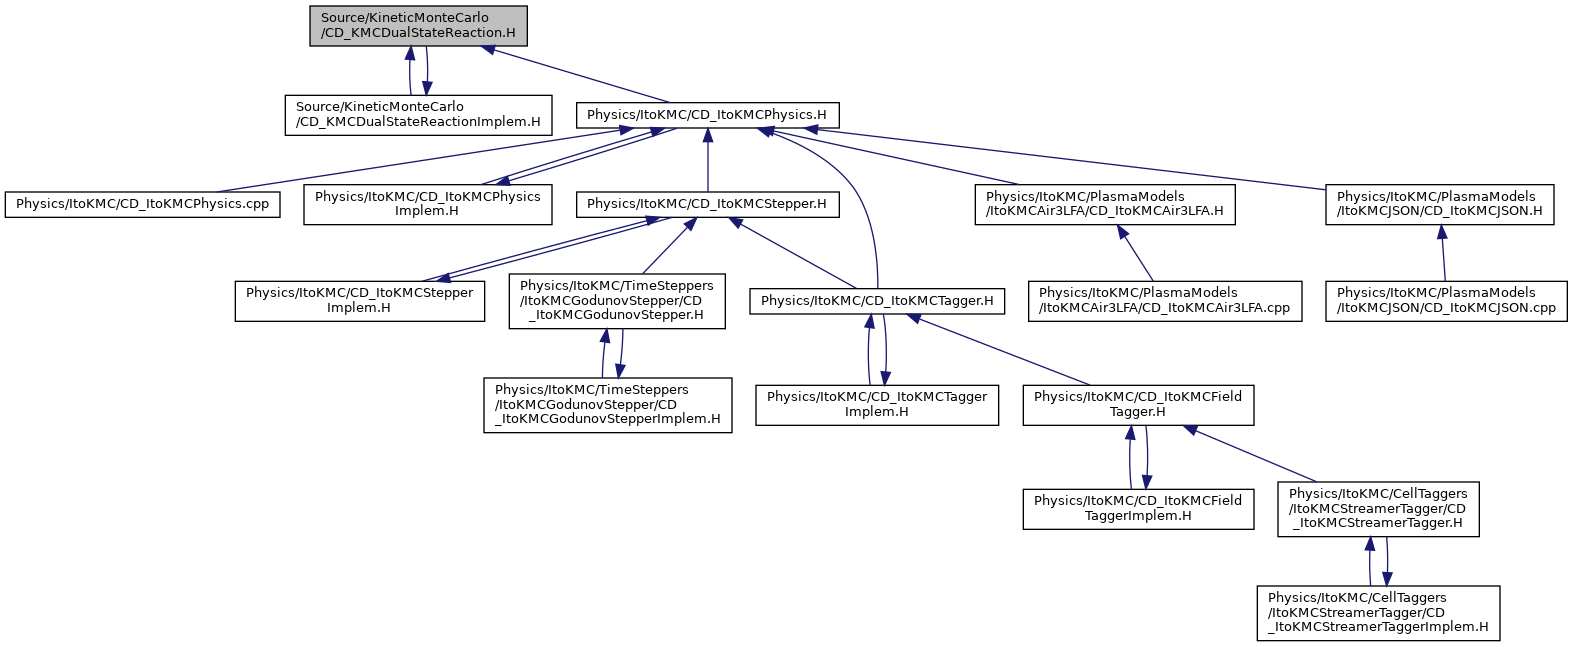 Source/KineticMonteCarlo
/CD_KMCDualStateReaction.H
Source/KineticMonteCarlo
/CD_KMCDualStateReactionImplem.H
Physics/ItoKMC/CD_ItoKMCPhysics.H
Physics/ItoKMC/CD_ItoKMCPhysics.cpp
Physics/ItoKMC/CD_ItoKMCPhysics
Implem.H
Physics/ItoKMC/CD_ItoKMCStepper.H
Physics/ItoKMC/PlasmaModels
/ItoKMCAir3LFA/CD_ItoKMCAir3LFA.H
Physics/ItoKMC/PlasmaModels
/ItoKMCJSON/CD_ItoKMCJSON.H
Physics/ItoKMC/CD_ItoKMCStepper
Implem.H
Physics/ItoKMC/TimeSteppers
/ItoKMCGodunovStepper/CD
_ItoKMCGodunovStepper.H
Physics/ItoKMC/CD_ItoKMCTagger.H
Physics/ItoKMC/PlasmaModels
/ItoKMCAir3LFA/CD_ItoKMCAir3LFA.cpp
Physics/ItoKMC/PlasmaModels
/ItoKMCJSON/CD_ItoKMCJSON.cpp
Physics/ItoKMC/TimeSteppers
/ItoKMCGodunovStepper/CD
_ItoKMCGodunovStepperImplem.H
Physics/ItoKMC/CD_ItoKMCTagger
Implem.H
Physics/ItoKMC/CD_ItoKMCField
Tagger.H
Physics/ItoKMC/CD_ItoKMCField
TaggerImplem.H
Physics/ItoKMC/CellTaggers
/ItoKMCStreamerTagger/CD
_ItoKMCStreamerTagger.H
Physics/ItoKMC/CellTaggers
/ItoKMCStreamerTagger/CD
_ItoKMCStreamerTaggerImplem.H